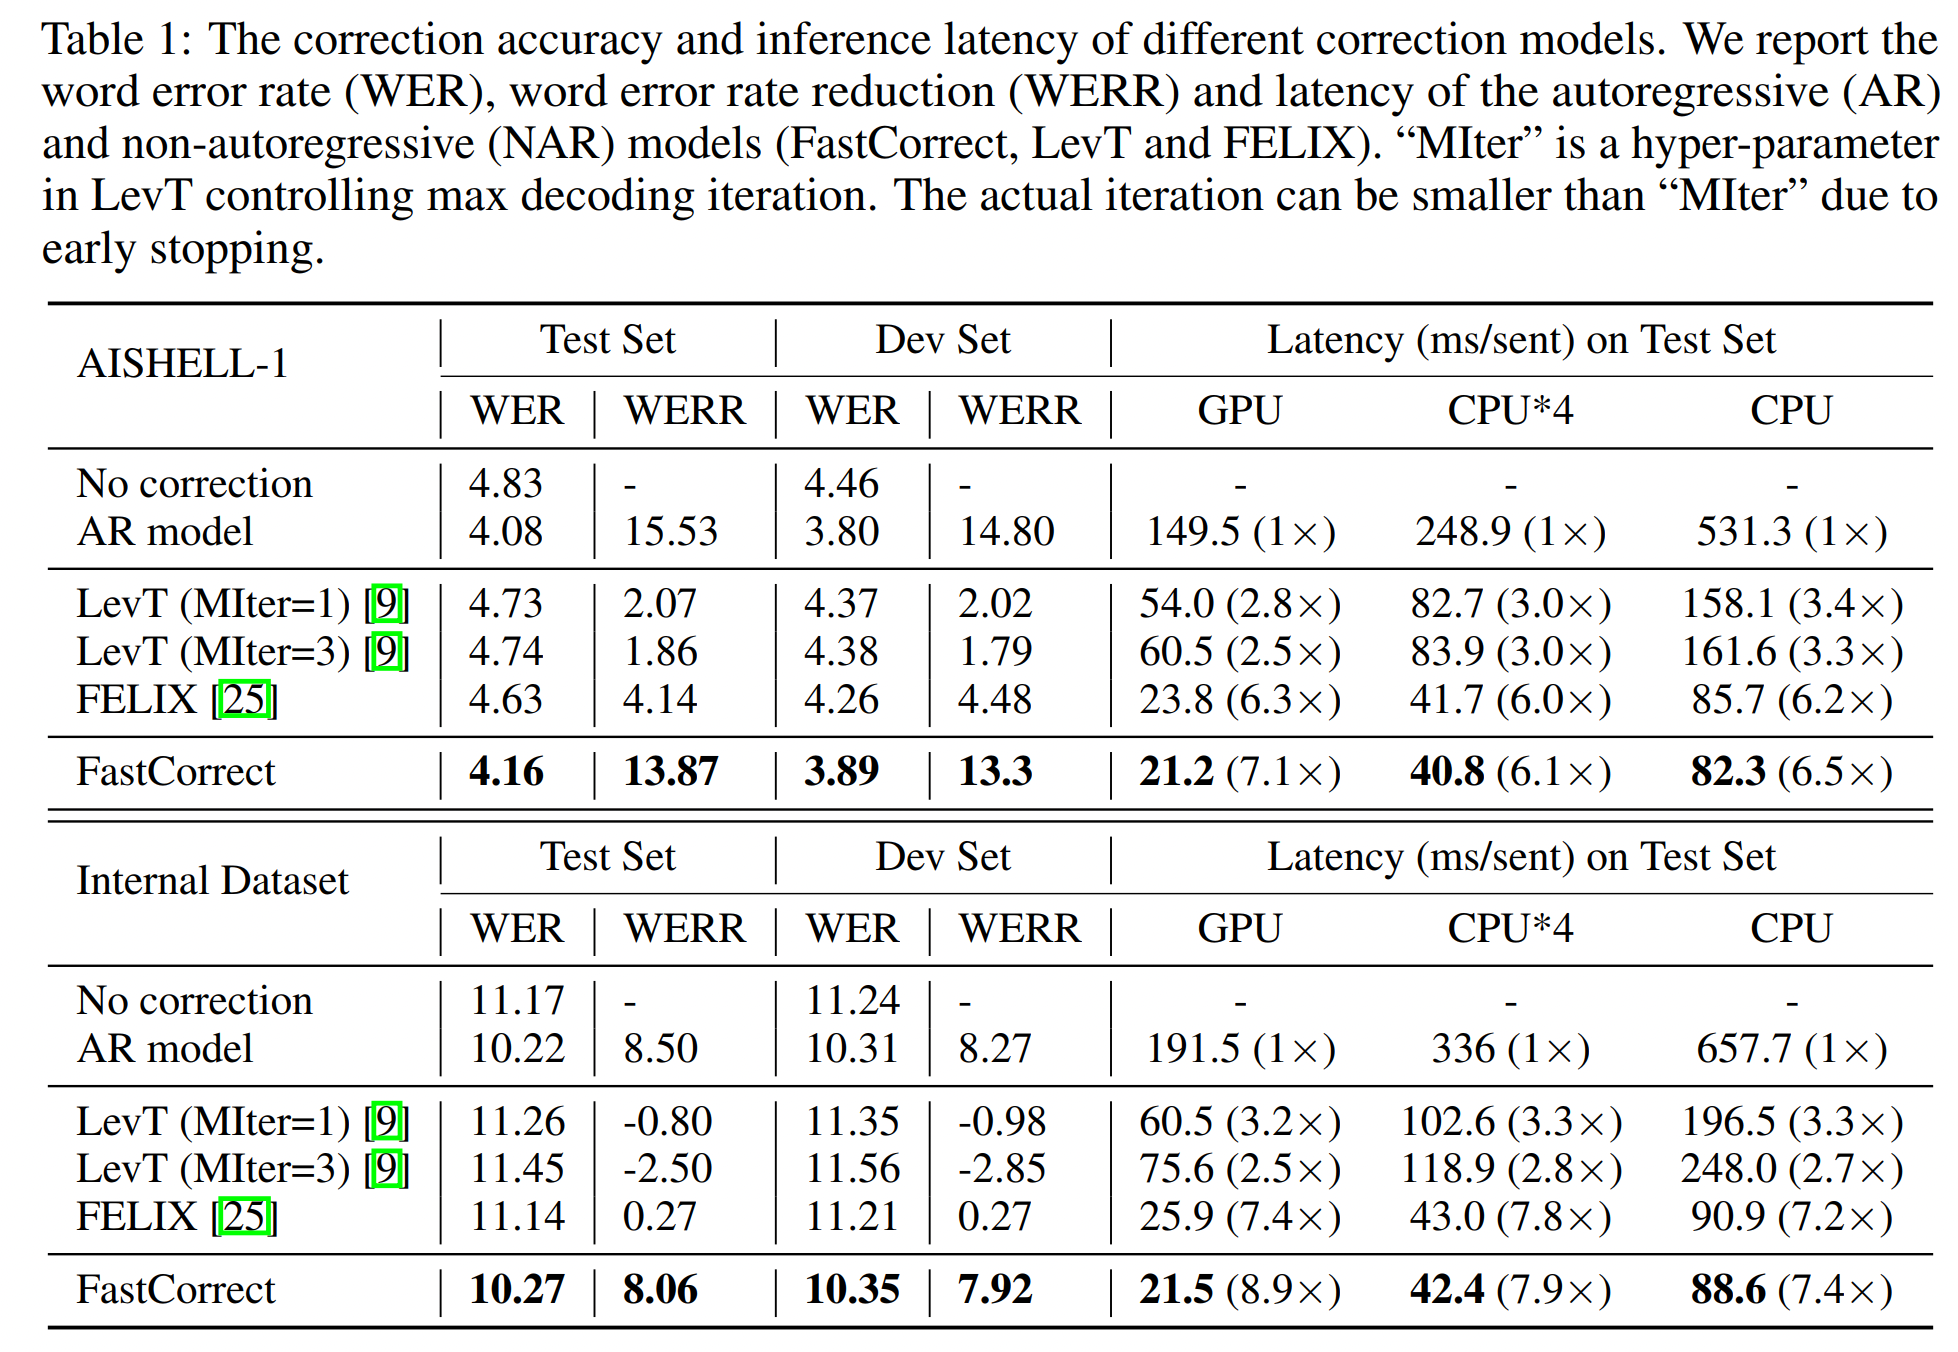 Table 1: The correction accuracy and inference latency of different correction models. We report the
word error rate (WER), word error rate reduction (WERR) and latency of the autoregressive (AR)
and non-autoregressive (NAR) models (FastCorrect, LevT and FELIX). “MIter” is a hyper-parameter
in LevT controlling max decoding iteration. The actual iteration can be smaller than “MIter” due to
early stopping.
AISHELL-1 Test Set Dev Set Latency (ms/sent) on Test Set
WER WERR WER WERR GPU CPU*4 CPU
No correction 4.83 - 4.46 - - - -
AR model 4.08 15.53 3.80 14.80 149.5 (1×) 248.9 (1×) 531.3 (1×)
LevT (MIter=1) [9] 4.73 2.07 4.37 2.02 54.0 (2.8×) 82.7 (3.0×) 158.1 (3.4×)
LevT (MIter=3) [9] 4.74 1.86 4.38 1.79 60.5 (2.5×) 83.9 (3.0×) 161.6 (3.3×)
FELIX [25] 4.63 4.14 4.26 4.48 23.8 (6.3×) 41.7 (6.0×) 85.7 (6.2×)
FastCorrect 4.16 13.87 3.89 13.3 21.2 (7.1×) 40.8 (6.1×) 82.3 (6.5×)
Internal Dataset Test Set Dev Set Latency (ms/sent) on Test Set
WER WERR WER WERR GPU CPU*4 CPU
No correction 11.17 - 11.24 - - - -
AR model 10.22 8.50 10.31 8.27 191.5 (1×) 336 (1×) 657.7 (1×)
LevT (MIter=1) [9] 11.26 -0.80 11.35 -0.98 60.5 (3.2×) 102.6 (3.3×) 196.5 (3.3×)
LevT (MIter=3) [9] 11.45 -2.50 11.56 -2.85 75.6 (2.5×) 118.9 (2.8×) 248.0 (2.7×)
FELIX [25] 11.14 0.27 11.21 0.27 25.9 (7.4×) 43.0 (7.8×) 90.9 (7.2×)
FastCorrect 10.27 8.06 10.35 7.92 21.5 (8.9×) 42.4 (7.9×) 88.6 (7.4×)